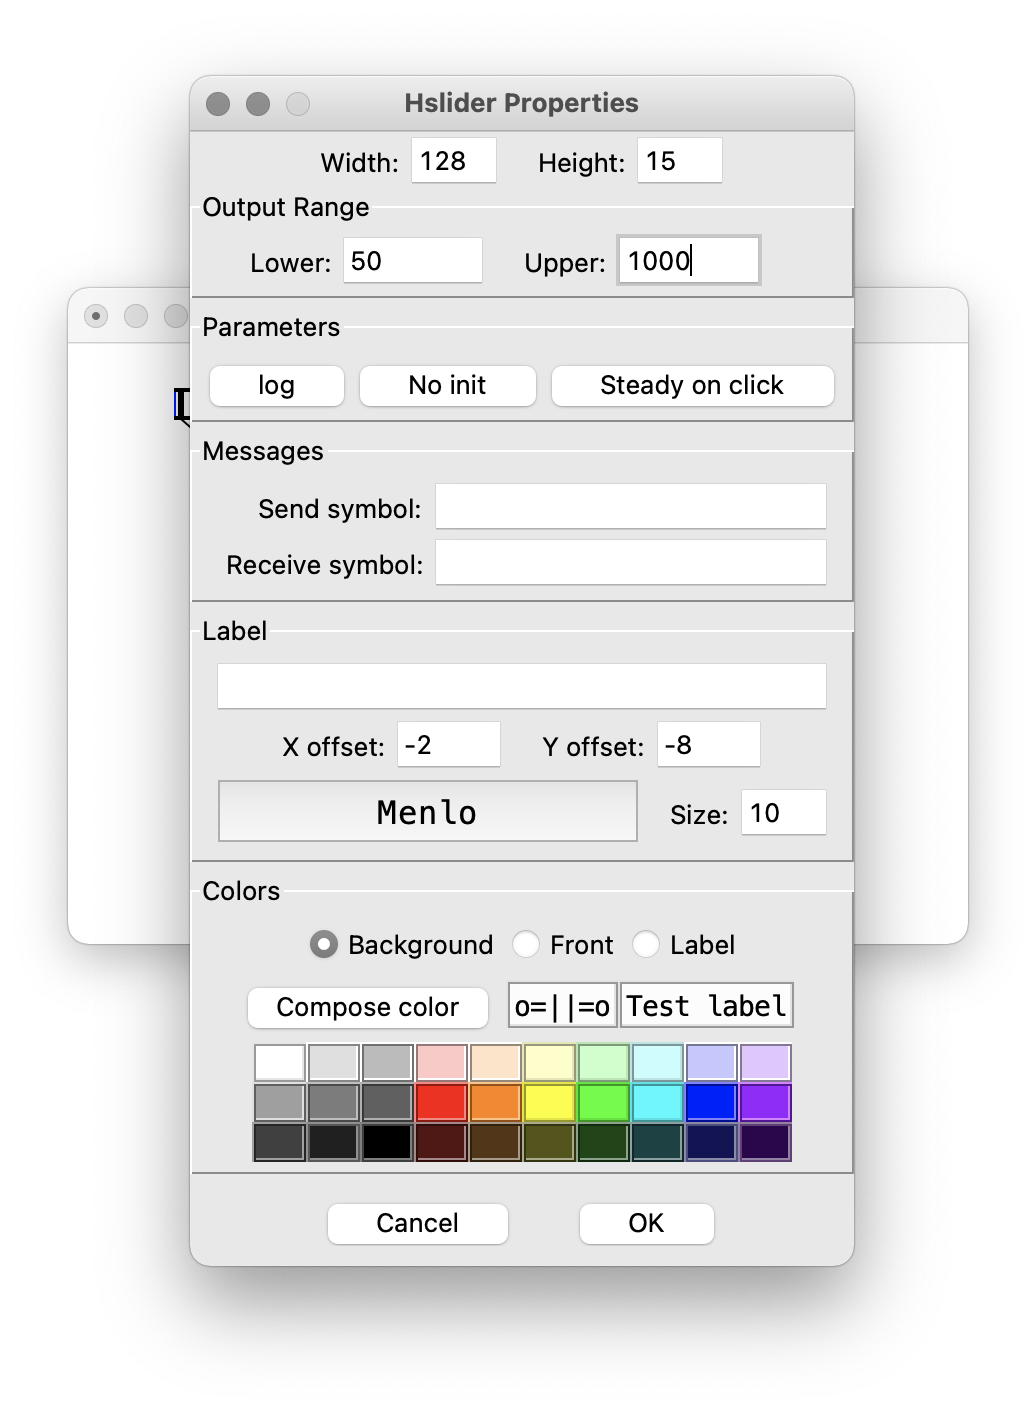 Hslider Properties
Width: 128 Height: 15
Output Range
Lower: 50 Upper: 1000
Parameters
log No init Steady on click
Messages
Send symbol:
Receive symbol:
Label
X offset: -2 Y offset: -8
Menlo Size: 10
Colors
Background Front Label
Compose color o=||=o Test label
Cancel OK